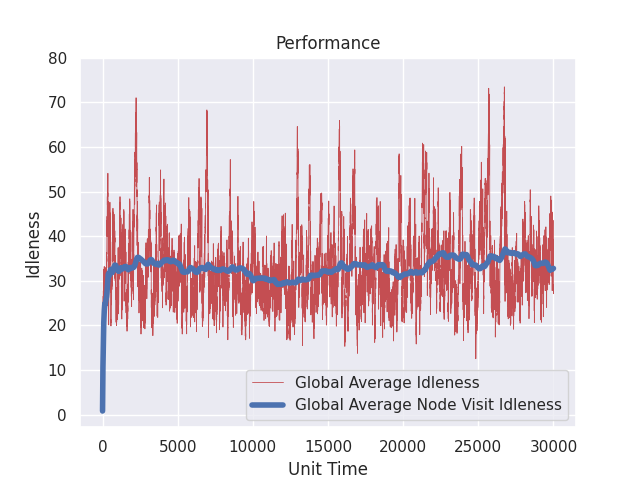 Performance
80
70
60
50
40
30
20
10
0
Idleness
Global Average Idleness
Global Average Node Visit Idleness
0 5000 10000 15000 20000 25000 30000
Unit Time